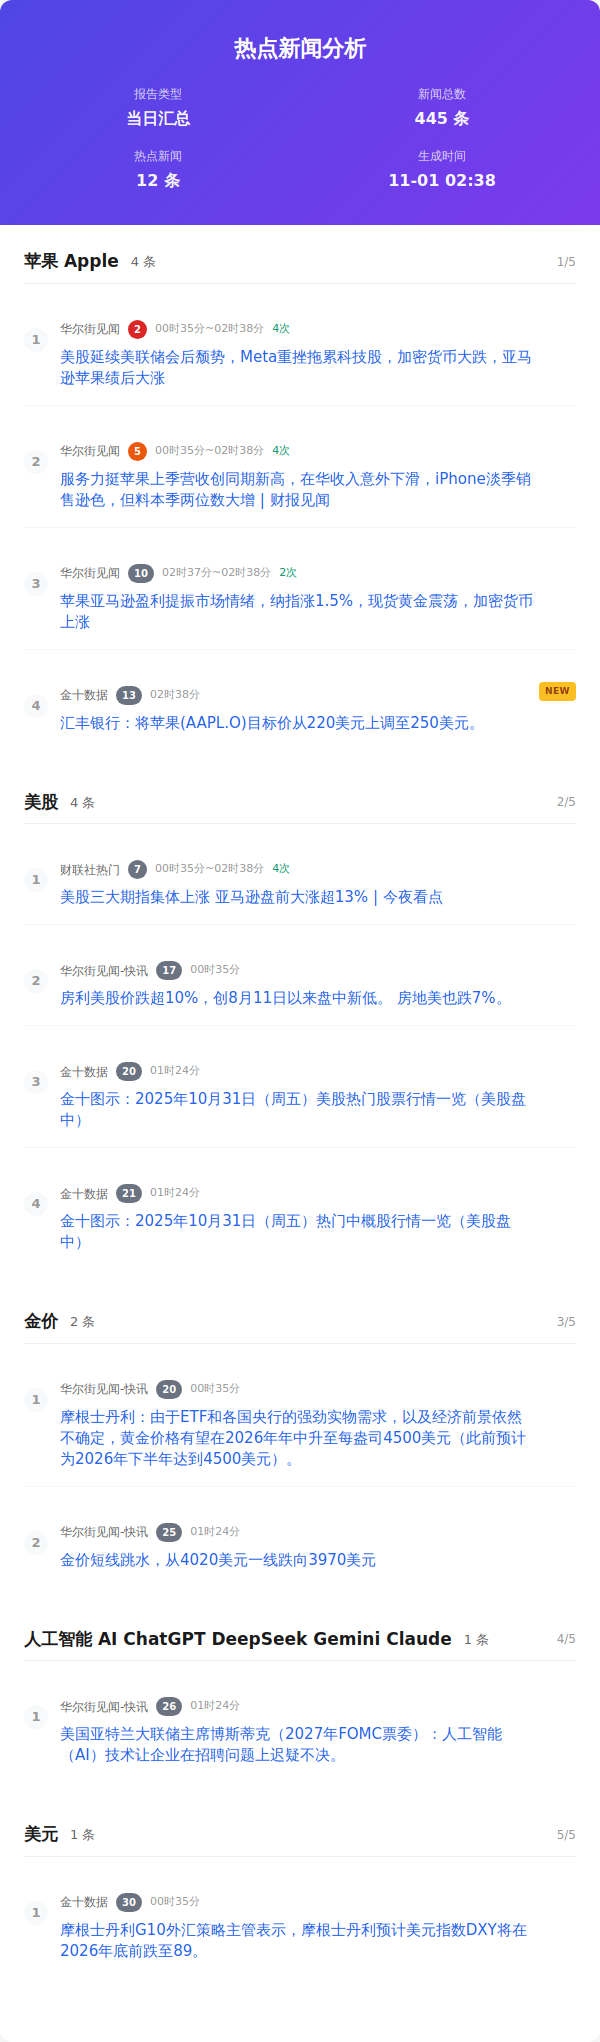 热点新闻分析
报告类型
新闻总数
当日汇总
445 条
热点新闻
生成时间
12 条
11-01 02:38
苹果 Apple 4 条 1/5
1 华尔街见闻 2 00时35分~02时38分 4次
美股延续美联储会后颓势，Meta重挫拖累科技股，加密货币大跌，亚马
逊苹果绩后大涨
2 华尔街见闻 5 00时35分~02时38分 4次
服务力挺苹果上季营收创同期新高，在华收入意外下滑，iPhone淡季销
售逊色，但料本季两位数大增 | 财报见闻
3 华尔街见闻 10 02时37分~02时38分 2次
苹果亚马逊盈利提振市场情绪，纳指涨1.5%，现货黄金震荡，加密货币
上涨
4 金十数据 13 02时38分 NEW
汇丰银行：将苹果(AAPL.O)目标价从220美元上调至250美元。
美股 4 条 2/5
1 财联社热门 7 00时35分~02时38分 4次
美股三大期指集体上涨 亚马逊盘前大涨超13% | 今夜看点
2 华尔街见闻-快讯 17 00时35分
房利美股价跌超10%，创8月11日以来盘中新低。 房地美也跌7%。
3 金十数据 20 01时24分
金十图示：2025年10月31日（周五）美股热门股票行情一览（美股盘
中）
4 金十数据 21 01时24分
金十图示：2025年10月31日（周五）热门中概股行情一览（美股盘
中）
金价 2 条 3/5
1 华尔街见闻-快讯 20 00时35分
摩根士丹利：由于ETF和各国央行的强劲实物需求，以及经济前景依然
不确定，黄金价格有望在2026年年中升至每盎司4500美元（此前预计
为2026年下半年达到4500美元）。
2 华尔街见闻-快讯 25 01时24分
金价短线跳水，从4020美元一线跌向3970美元
人工智能 AI ChatGPT DeepSeek Gemini Claude 1 条 4/5
1 华尔街见闻-快讯 26 01时24分
美国亚特兰大联储主席博斯蒂克（2027年FOMC票委）：人工智能
（AI）技术让企业在招聘问题上迟疑不决。
美元 1 条 5/5
1 金十数据 30 00时35分
摩根士丹利G10外汇策略主管表示，摩根士丹利预计美元指数DXY将在
2026年底前跌至89。